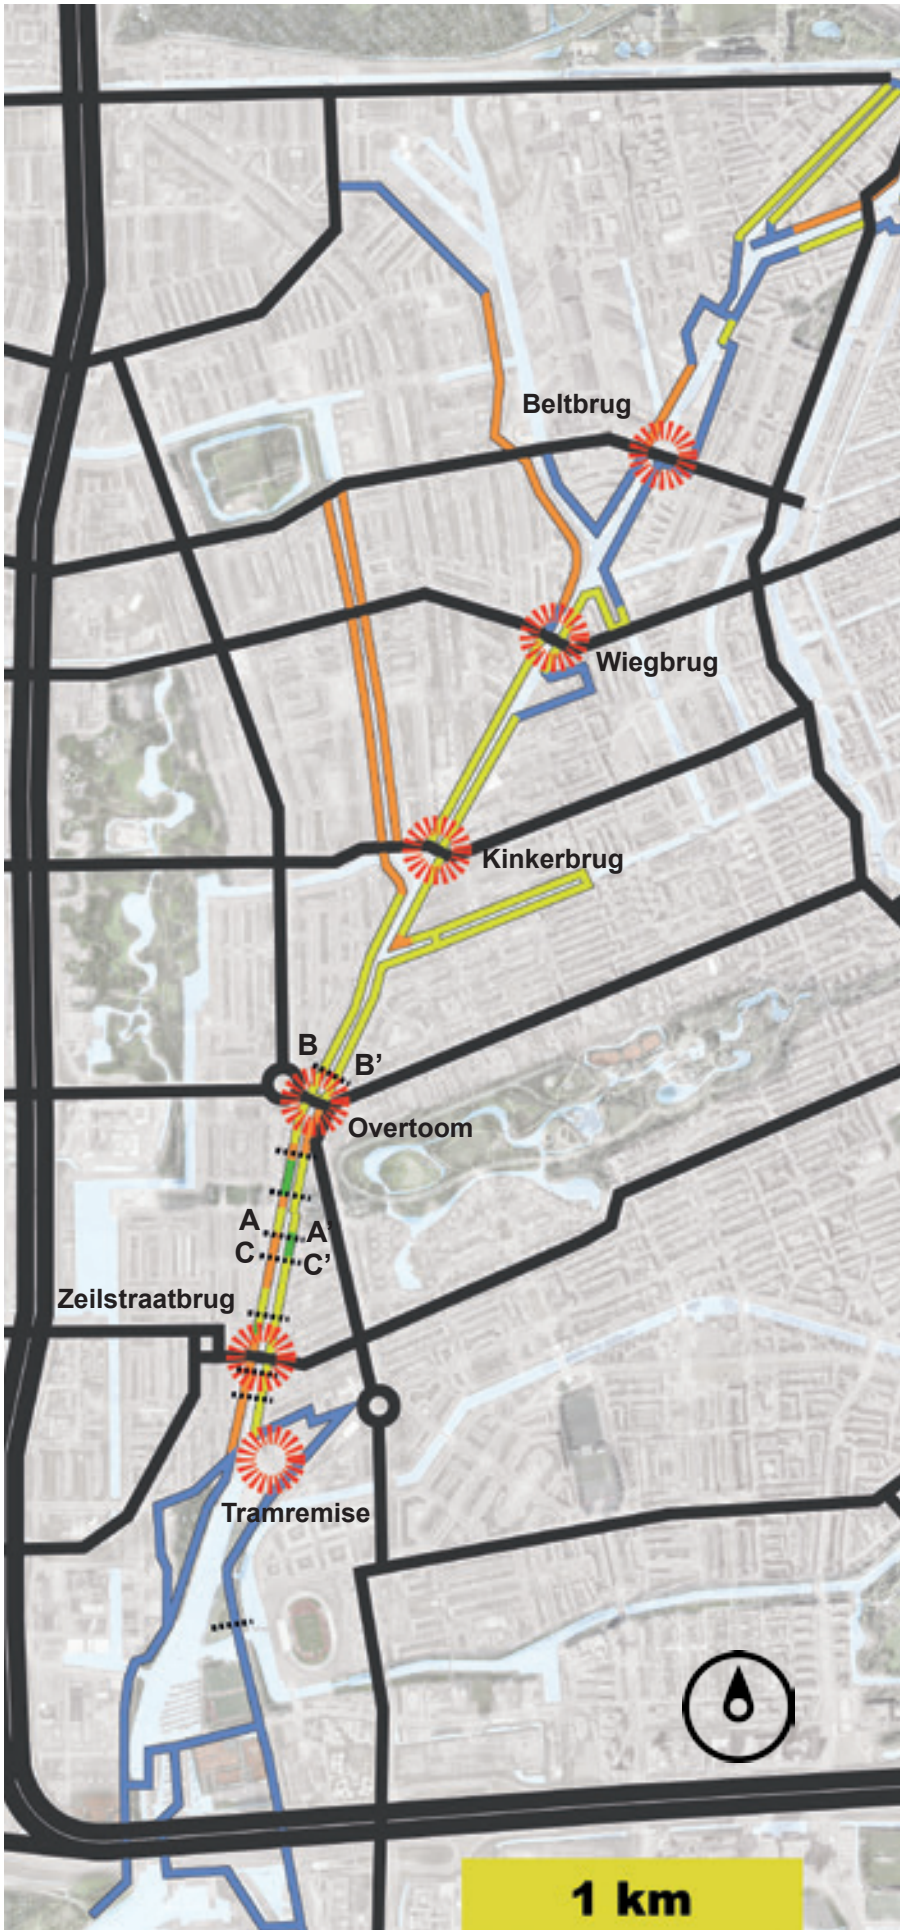 Beltbrug
Wiegbrug
Kinkerbrug
B
B'
Overtoom
A
A'
C
C'
Zeilstraatbrug
Tramremise
1 km